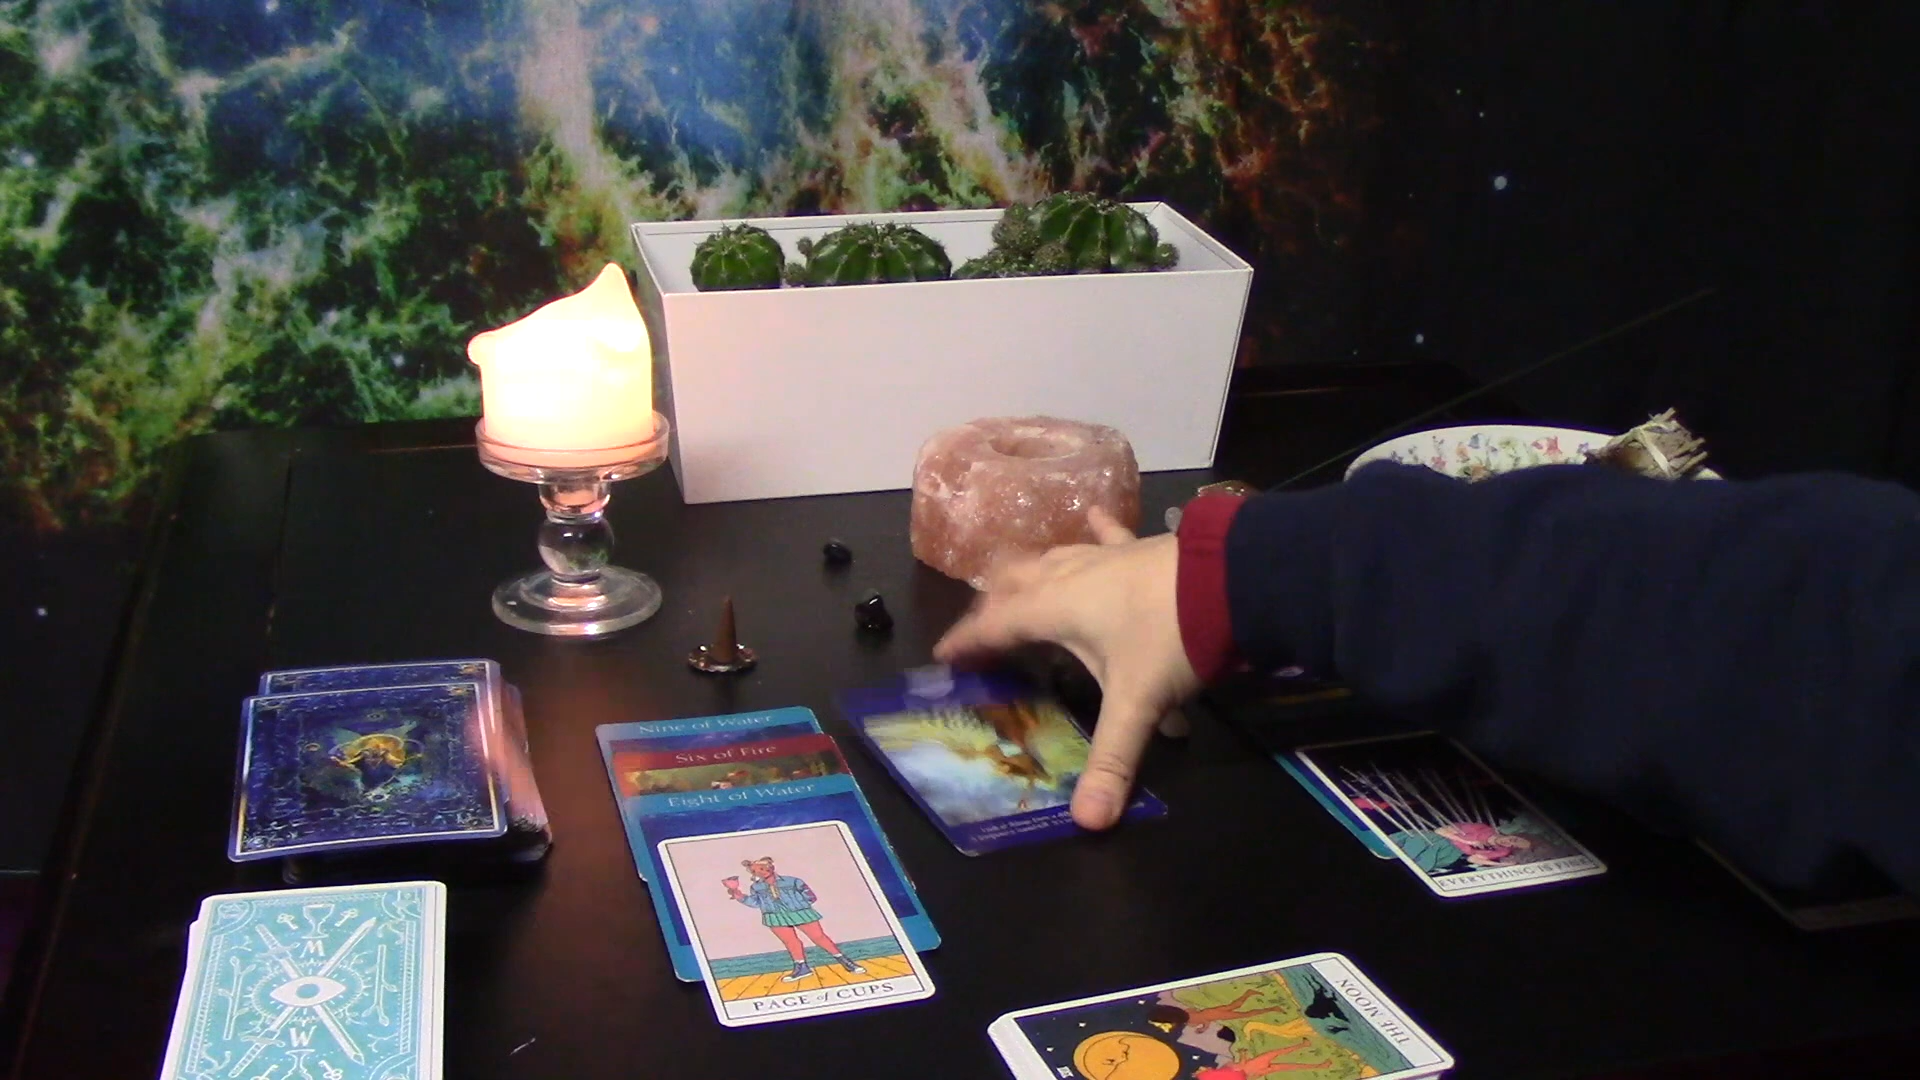 Nine of Water
Six of Fire
Eight of Water
PAGE of CUPS
EVERYTHING IS FINE
THE MOON
M
W